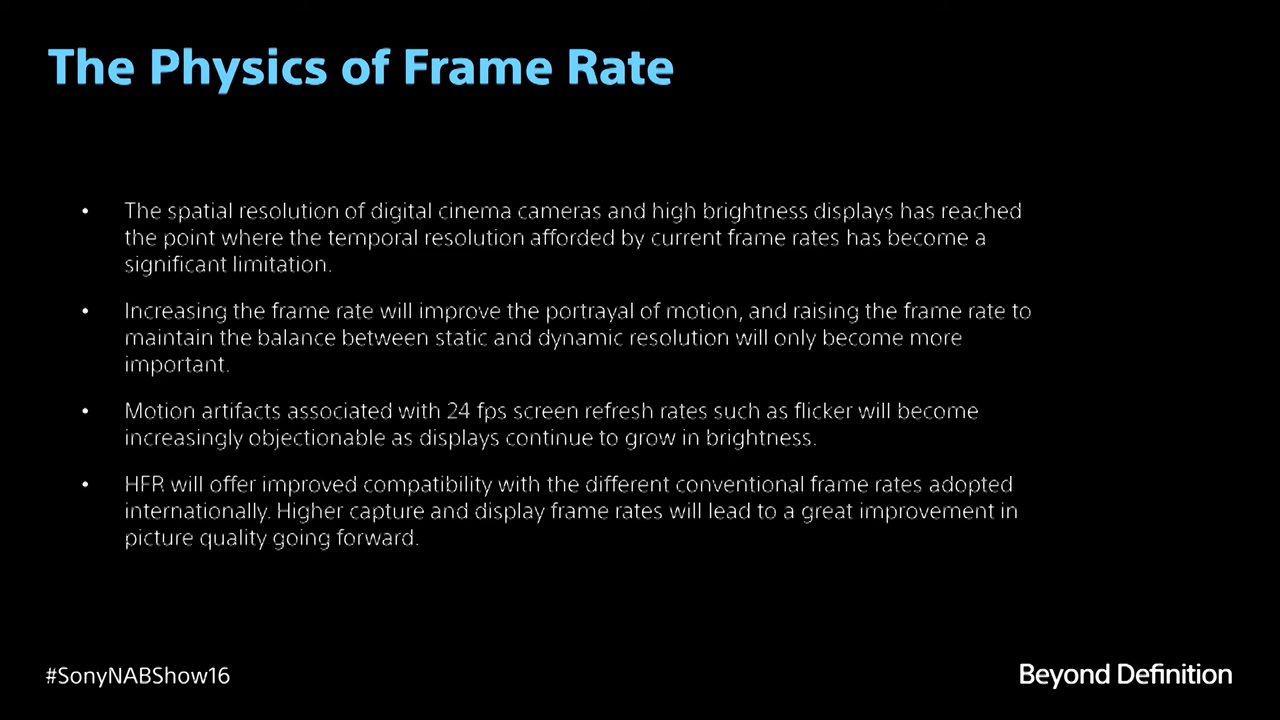 The Physics of Frame Rate
• The spatial resolution of digital cinema cameras and high brightness displays has reached
the point where the temporal resolution afforded by current frame rates has become a
significant limitation.
• Increasing the frame rate will improve the portrayal of motion, and raising the frame rate to
maintain the balance between static and dynamic resolution will only become more
important.
• Motion artifacts associated with 24 fps screen refresh rates such as flicker will become
increasingly objectionable as displays continue to grow in brightness.
• HFR will offer improved compatibility with the different conventional frame rates adopted
internationally. Higher capture and display frame rates will lead to a great improvement in
picture quality going forward.
#SonyNABShow16
Beyond Definition